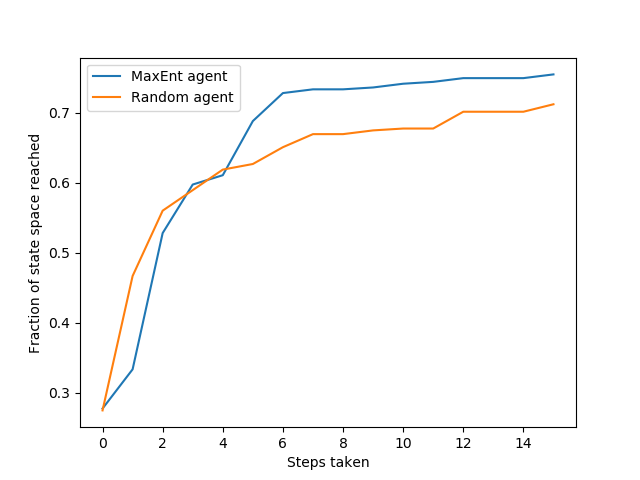 MaxEnt agent
Random agent
Fraction of state space reached
0.7
0.6
0.5
0.4
0.3
0 2 4 6 8 10 12 14
Steps taken